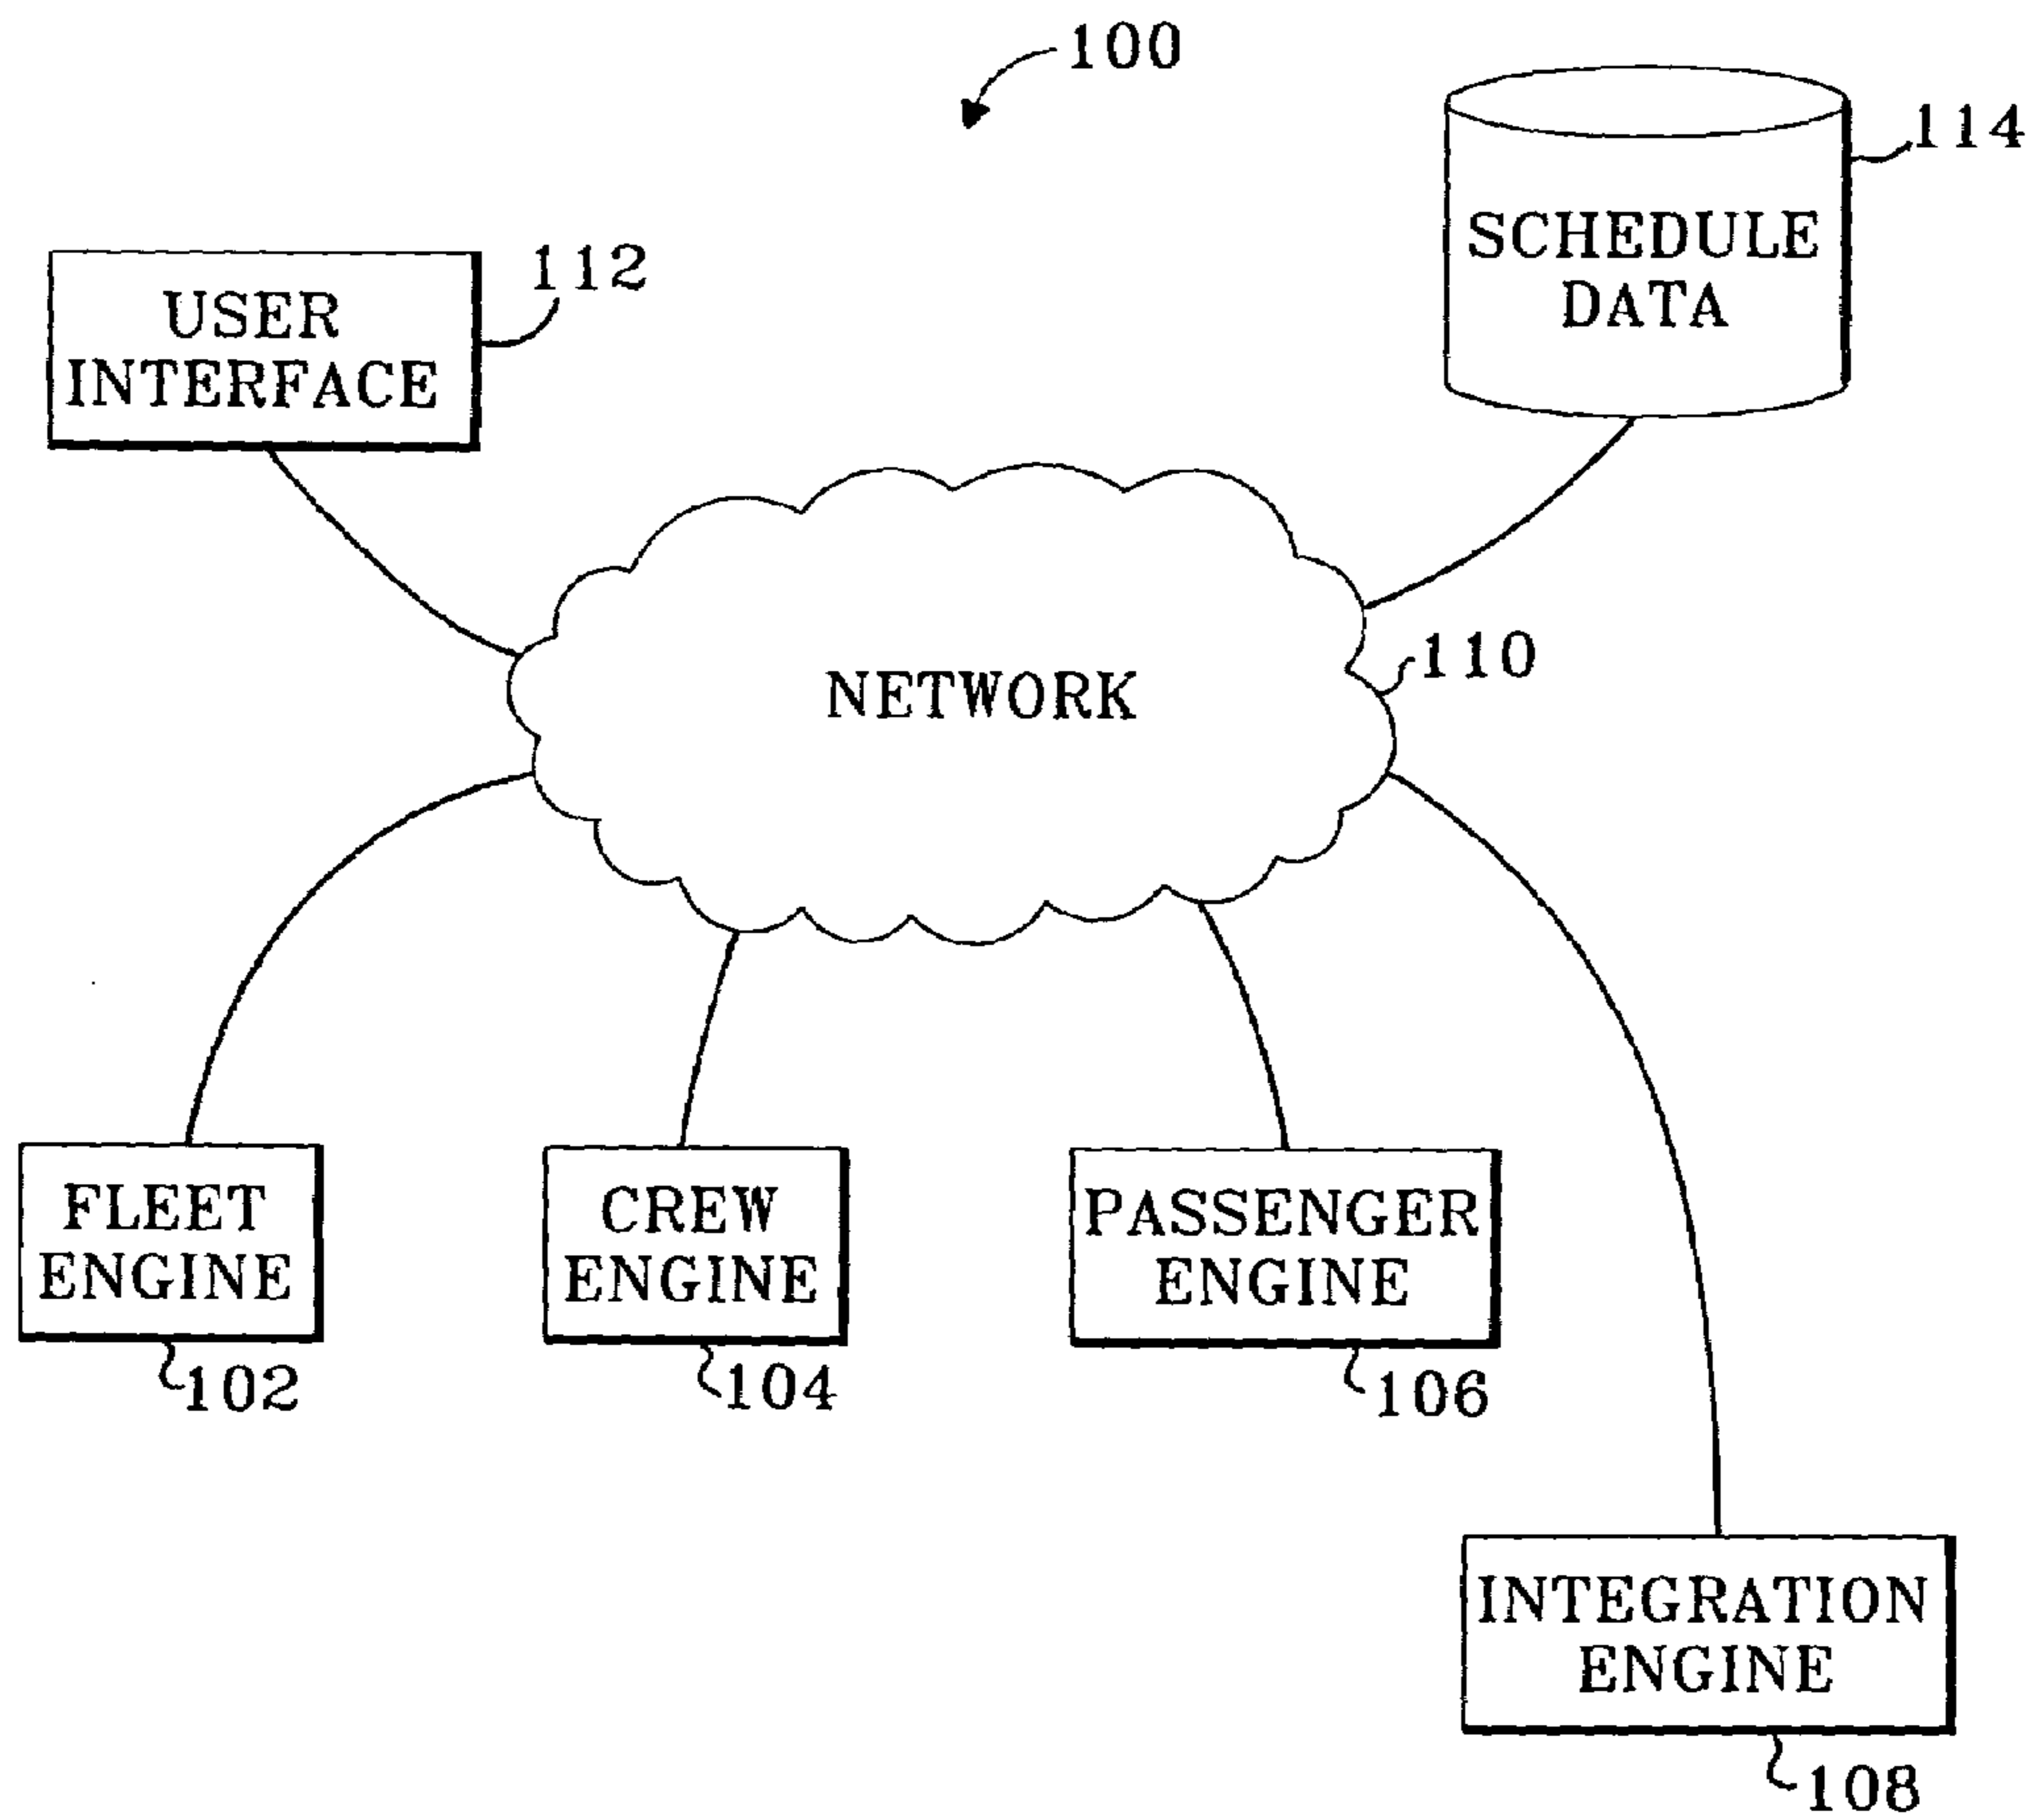 100
114
SCHEDULE
DATA
112
USER
INTERFACE
110
NETWORK
FLEET
ENGINE
102
CREW
ENGINE
104
PASSENGER
ENGINE
106
INTEGRATION
ENGINE
108